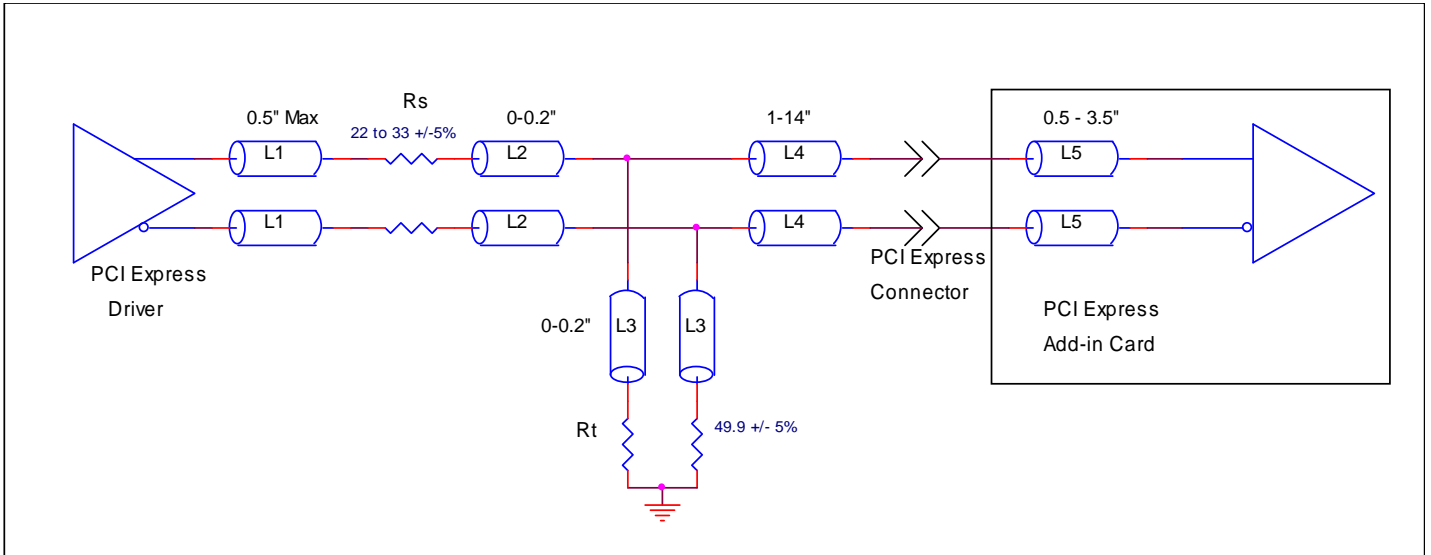 Rs
0.5" Max
22 to 33 +/-5%
0-0.2"
1-14"
0.5 - 3.5"
L1
L2
L4
L5
L1
L2
L4
L5
PCI Express
Driver
PCI Express
Connector
0-0.2"
L3
L3
PCI Express
Add-in Card
Rt
49.9 +/- 5%